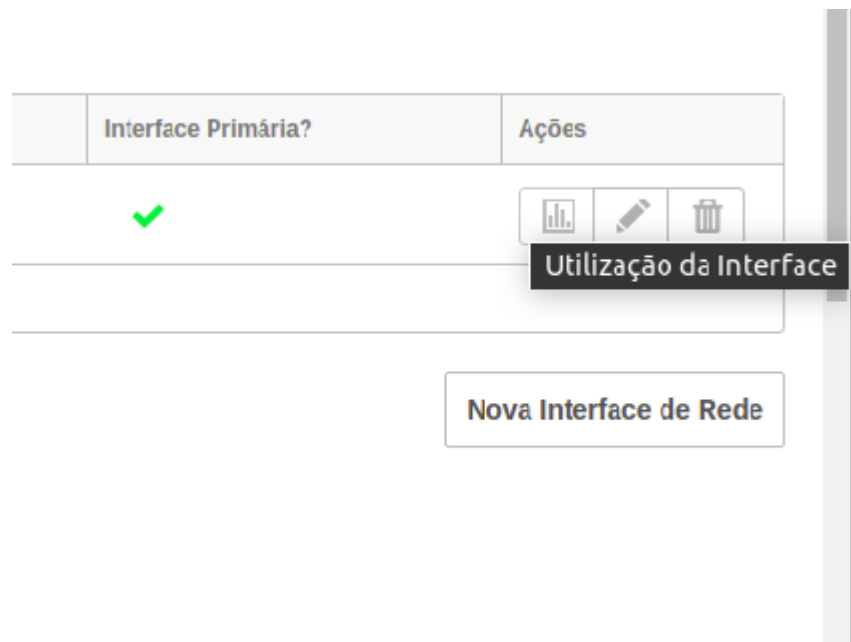 Interface Primária?
Ações
Utilização da Interface
Nova Interface de Rede